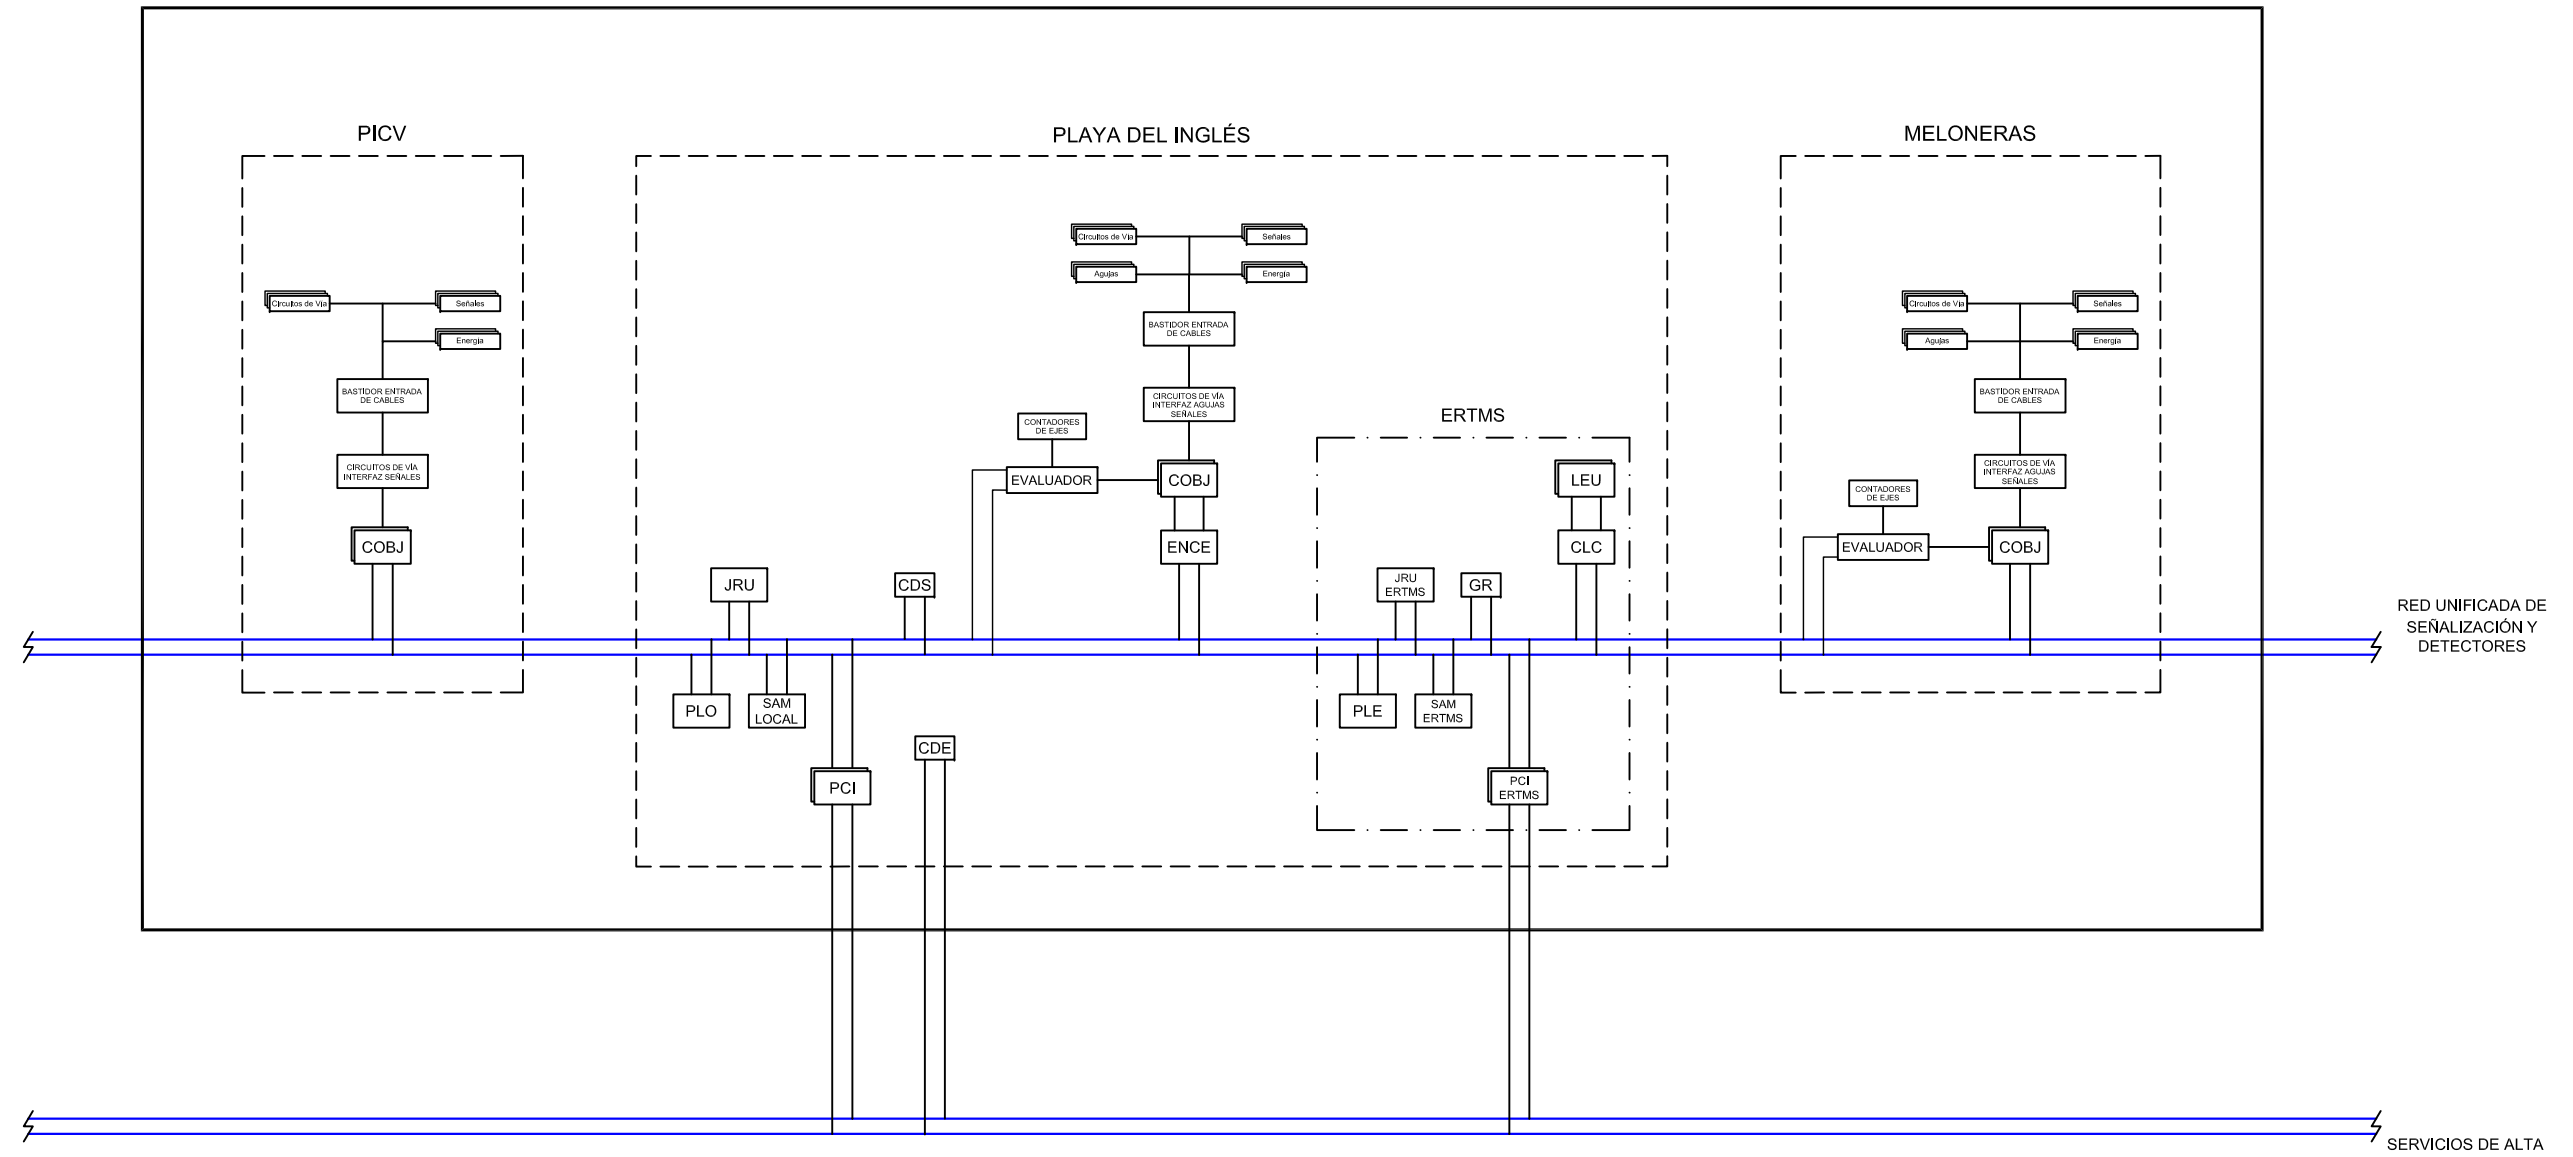 PICV
Circuitos de Vía
Señales
Energía
BASTIDOR ENTRADA
DE CABLES
CIRCUITOS DE VÍA
INTERFAZ SEÑALES
COBJ
PLAYA DEL INGLÉS
Circuitos de Vía
Señales
Agujas
Energía
BASTIDOR ENTRADA
DE CABLES
CIRCUITOS DE VÍA
INTERFAZ AGUJAS
SEÑALES
CONTADORES
DE EJES
EVALUADOR
COBJ
ENCE
JRU
CDS
PLO
SAM
LOCAL
CDE
PCI
ERTMS
LEU
CLC
JRU
ERTMS
GR
PLE
SAM
ERTMS
PCI
ERTMS
MELONERAS
Circuitos de Vía
Señales
Agujas
Energía
BASTIDOR ENTRADA
DE CABLES
CIRCUITOS DE VÍA
INTERFAZ AGUJAS
SEÑALES
CONTADORES
DE EJES
EVALUADOR
COBJ
RED UNIFICADA DE
SEÑALIZACIÓN Y
DETECTORES
SERVICIOS DE ALTA